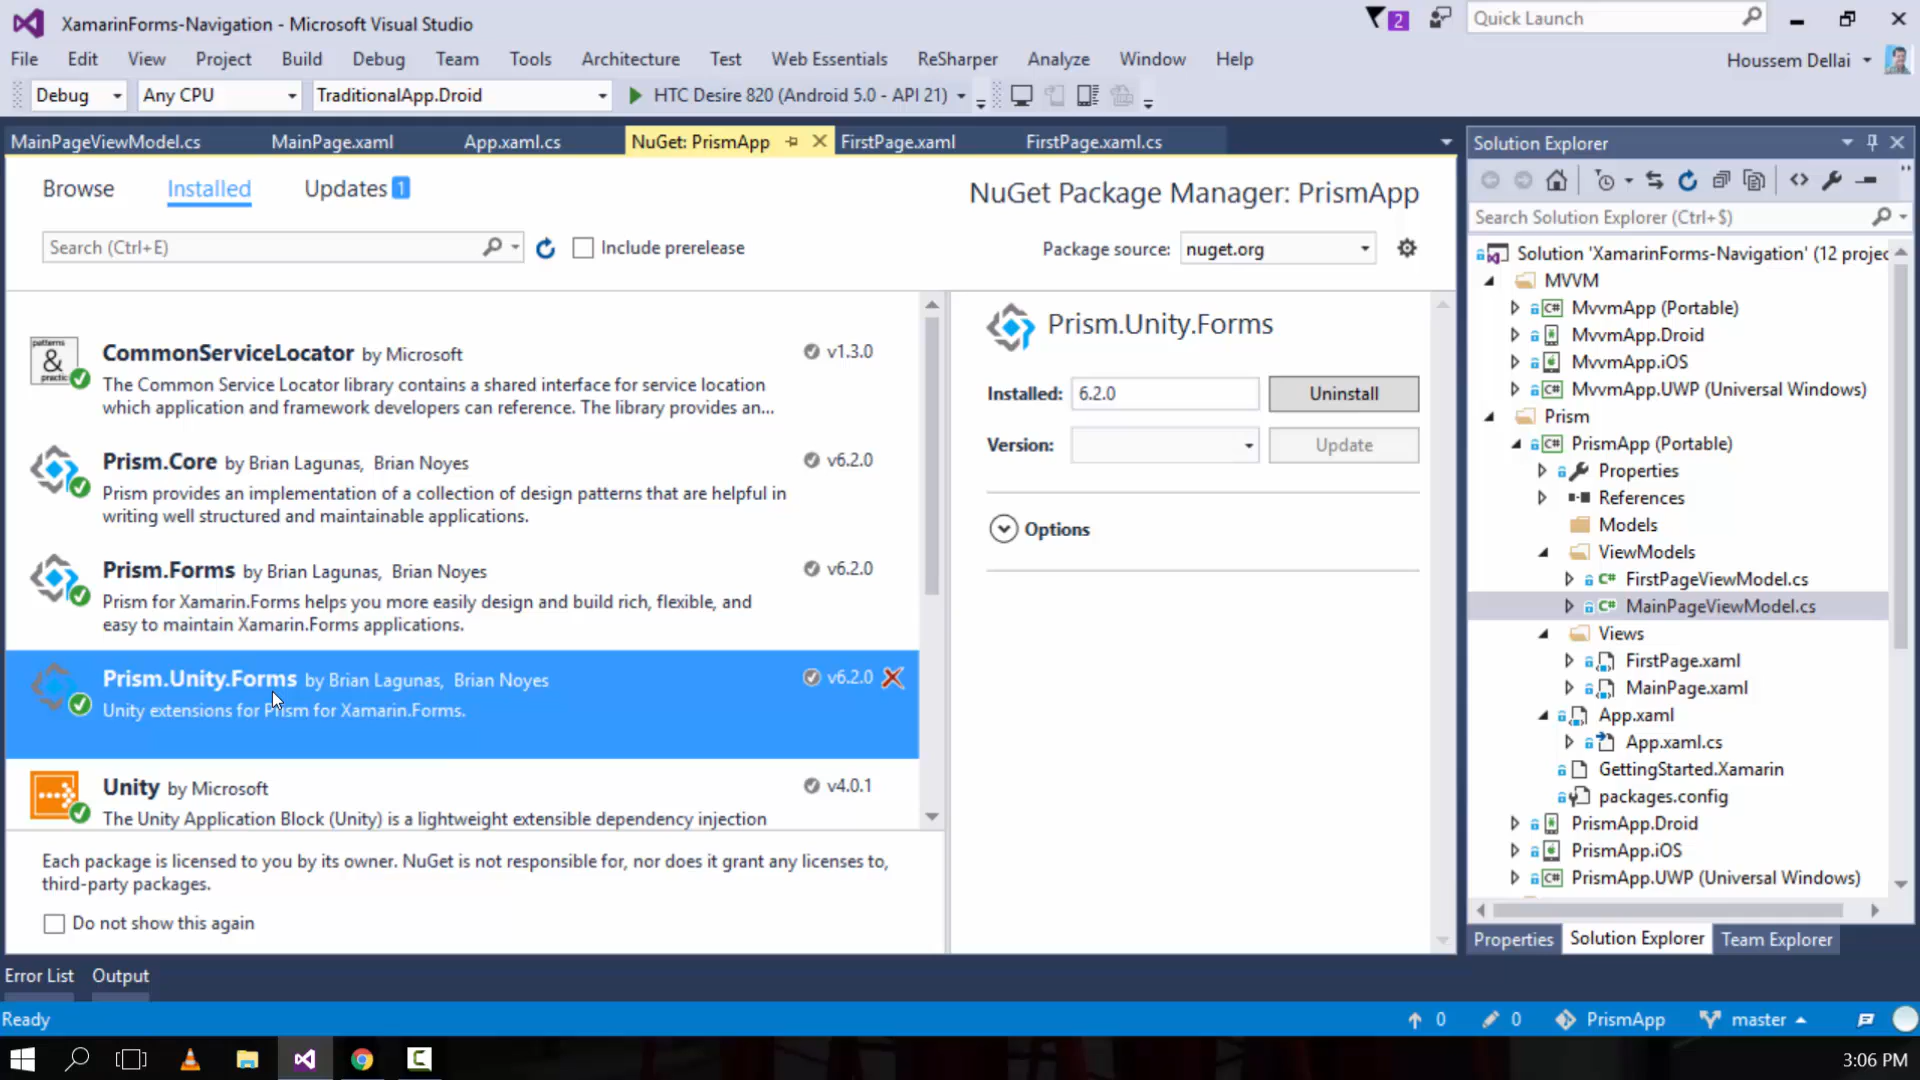 XamarinForms-Navigation - Microsoft Visual Studio
2
Quick Launch
File Edit View Project Build Debug Team Tools Architecture Test Web Essentials ReSharper Analyze Window Help
Houssem Dellai
Debug Any CPU TraditionalApp.Droid HTC Desire 820 (Android 5.0 - API 21)
MainPageViewModel.cs MainPage.xaml App.xaml.cs NuGet: PrismApp FirstPage.xaml FirstPage.xaml.cs
Browse Installed Updates 1
NuGet Package Manager: PrismApp
Search (Ctrl+E)
Include prerelease
Package source: nuget.org
patterns
&
practic
CommonServiceLocator by Microsoft v1.3.0
The Common Service Locator library contains a shared interface for service location
which application and framework developers can reference. The library provides an...
Prism.Core by Brian Lagunas, Brian Noyes v6.2.0
Prism provides an implementation of a collection of design patterns that are helpful in
writing well structured and maintainable applications.
Prism.Forms by Brian Lagunas, Brian Noyes v6.2.0
Prism for Xamarin.Forms helps you more easily design and build rich, flexible, and
easy to maintain Xamarin.Forms applications.
Prism.Unity.Forms by Brian Lagunas, Brian Noyes v6.2.0
Unity extensions for Prism for Xamarin.Forms.
Unity by Microsoft v4.0.1
The Unity Application Block (Unity) is a lightweight extensible dependency injection
Each package is licensed to you by its owner. NuGet is not responsible for, nor does it grant any licenses to,
third-party packages.
Do not show this again
Prism.Unity.Forms
Installed: 6.2.0 Uninstall
Version: Update
Options
Solution Explorer
Search Solution Explorer (Ctrl+$)
Solution 'XamarinForms-Navigation' (12 projec
MVVM
C# MvvmApp (Portable)
MvvmApp.Droid
MvvmApp.iOS
C# MvvmApp.UWP (Universal Windows)
Prism
C# PrismApp (Portable)
Properties
References
Models
ViewModels
C# FirstPageViewModel.cs
C# MainPageViewModel.cs
Views
FirstPage.xaml
MainPage.xaml
App.xaml
App.xaml.cs
GettingStarted.Xamarin
packages.config
PrismApp.Droid
PrismApp.iOS
C# PrismApp.UWP (Universal Windows)
Properties Solution Explorer Team Explorer
Error List Output
Ready
0 0 PrismApp master
3:06 PM